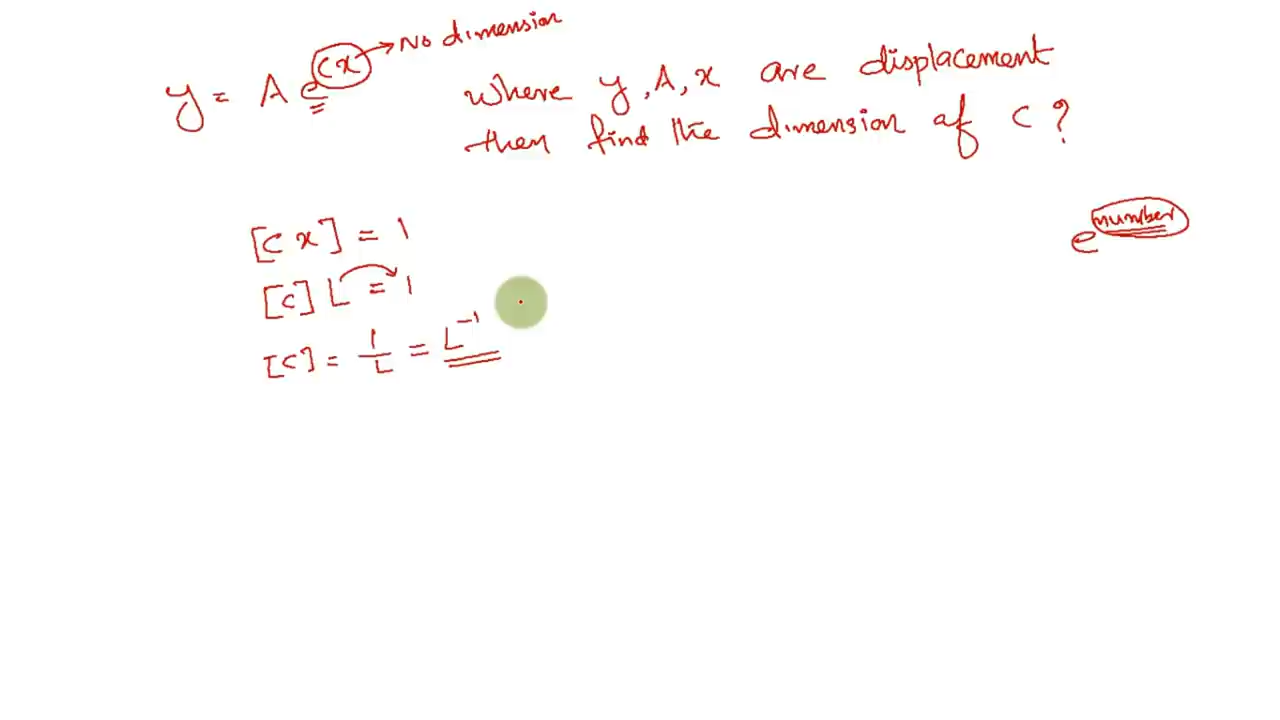 y = A e^{cx} → No dimension
where y, A, x are displacement
then find the dimension of C ?
e^{number}
[C x] = 1
[C] L = 1
[C] = 1/L = L^{-1}